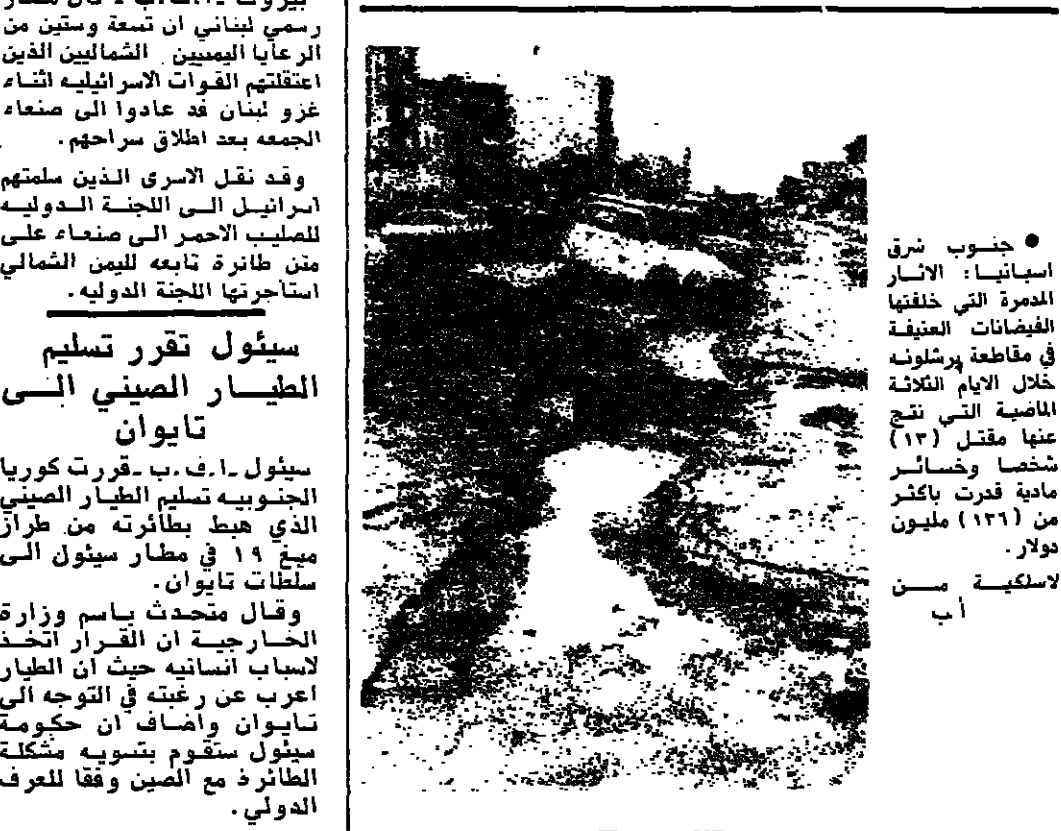 رسمي لبناني ان تسعة وستين من
الرعايا اليمنيين الشماليين الذين
اعتقلتهم القوات الاسرائيليه اثناء
غزو لبنان قد عادوا الى صنعاء
الجمعه بعد اطلاق سراحهم .
وقد نقل الاسرى الذين سلمتهم
اسرائيل الى اللجنة الدوليه
للصليب الاحمر الى صنعاء على
متن طائرة تابعه لليمن الشمالي
استاجرتها اللجنة الدوليه .
سيئول تقرر تسليم
الطيار الصيني الى
تايوان
سيئول ـ ا . ف . ب ـ قررت كوريا
الجنوبيه تسليم الطيار الصيني
الذي هبط بطائرته من طراز
ميغ ١٩ في مطار سيئول الى
سلطات تايوان .
وقال متحدث باسم وزارة
الخارجية ان القرار اتخذ
لاسباب انسانيه حيث ان الطيار
اعرب عن رغبته في التوجه الى
تايوان واضاف ان حكومة
سيئول ستقوم بتسويه مشكلة
الطائرة مع الصين وفقا للعرف
الدولي .
● جنوب شرق
اسبانيا : الاثار
المدمرة التي خلفتها
الفيضانات العنيفة
في مقاطعة برشلونه
خلال الايام الثلاثة
الماضية التي نتج
عنها مقتل (١٣)
شخصا وخسائر
مادية قدرت باكثر
من (١٣٦) مليون
دولار .
لاسلكية من
أ ب